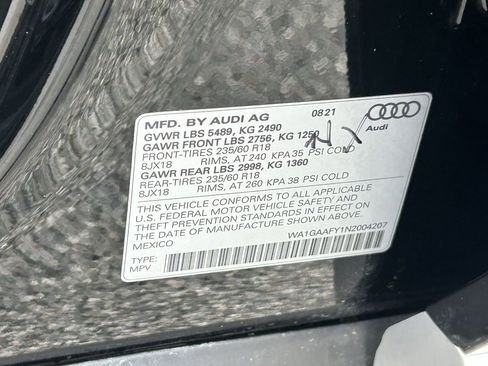 MFD. BY AUDI AG 0821
GVWR LBS 5489, KG 2490
GAWR FRONT LBS 2756, KG 1250
FRONT-TIRES 235/60 R18
8JX18 RIMS, AT 240 KPA 35 PSI COLD
Audi
GAWR REAR LBS 2998, KG 1360
REAR-TIRES 235/60 R18
8JX18 RIMS, AT 260 KPA 38 PSI COLD
THIS VEHICLE CONFORMS TO ALL APPLICABLE
U.S. FEDERAL MOTOR VEHICLE SAFETY AND
THEFT PREVENTION STANDARDS IN EFFECT ON
THE DATE OF MANUFACTURE SHOWN ABOVE.
MEXICO
WA1GAAFY1N2004207
TYPE:
MPV